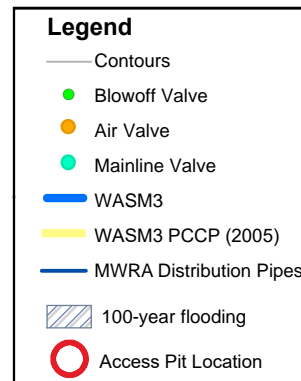 Legend
Contours
Blowoff Valve
Air Valve
Mainline Valve
WASM3
WASM3 PCCP (2005)
MWRA Distribution Pipes
100-year flooding
Access Pit Location